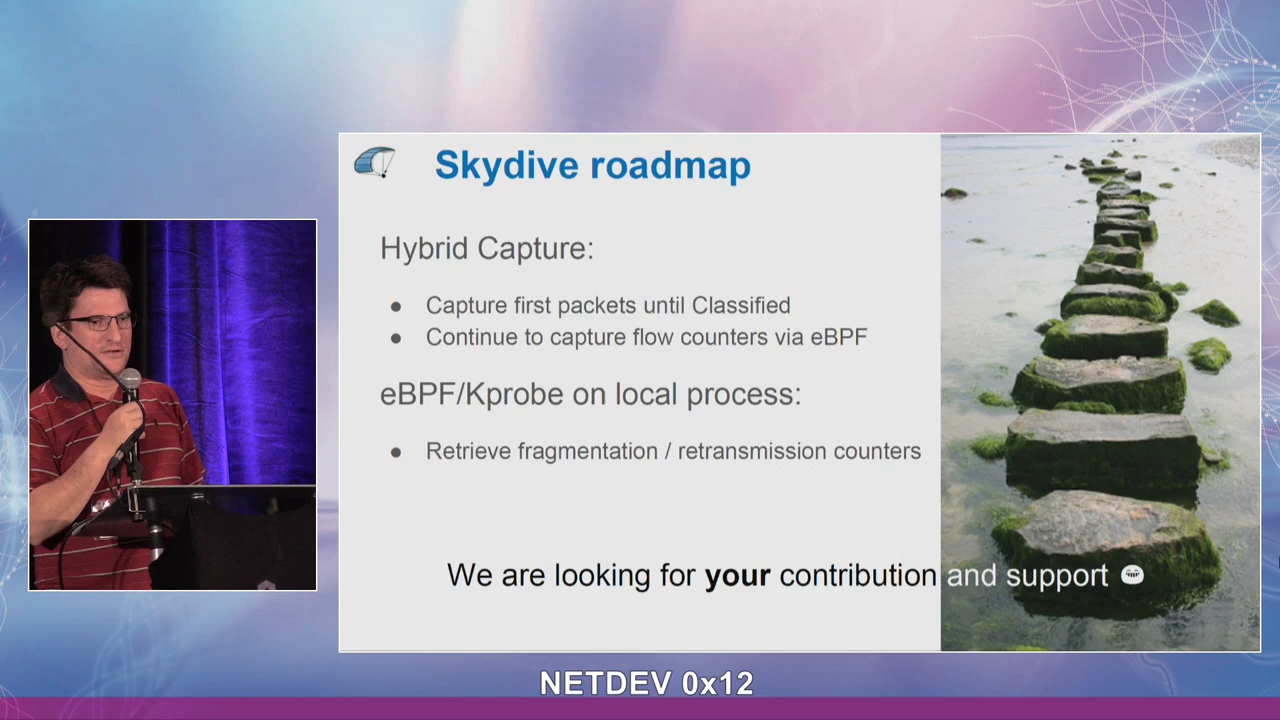 Skydive roadmap
Hybrid Capture:
● Capture first packets until Classified
● Continue to capture flow counters via eBPF
eBPF/Kprobe on local process:
● Retrieve fragmentation / retransmission counters
We are looking for your contribution and support 😁
NETDEV 0x12